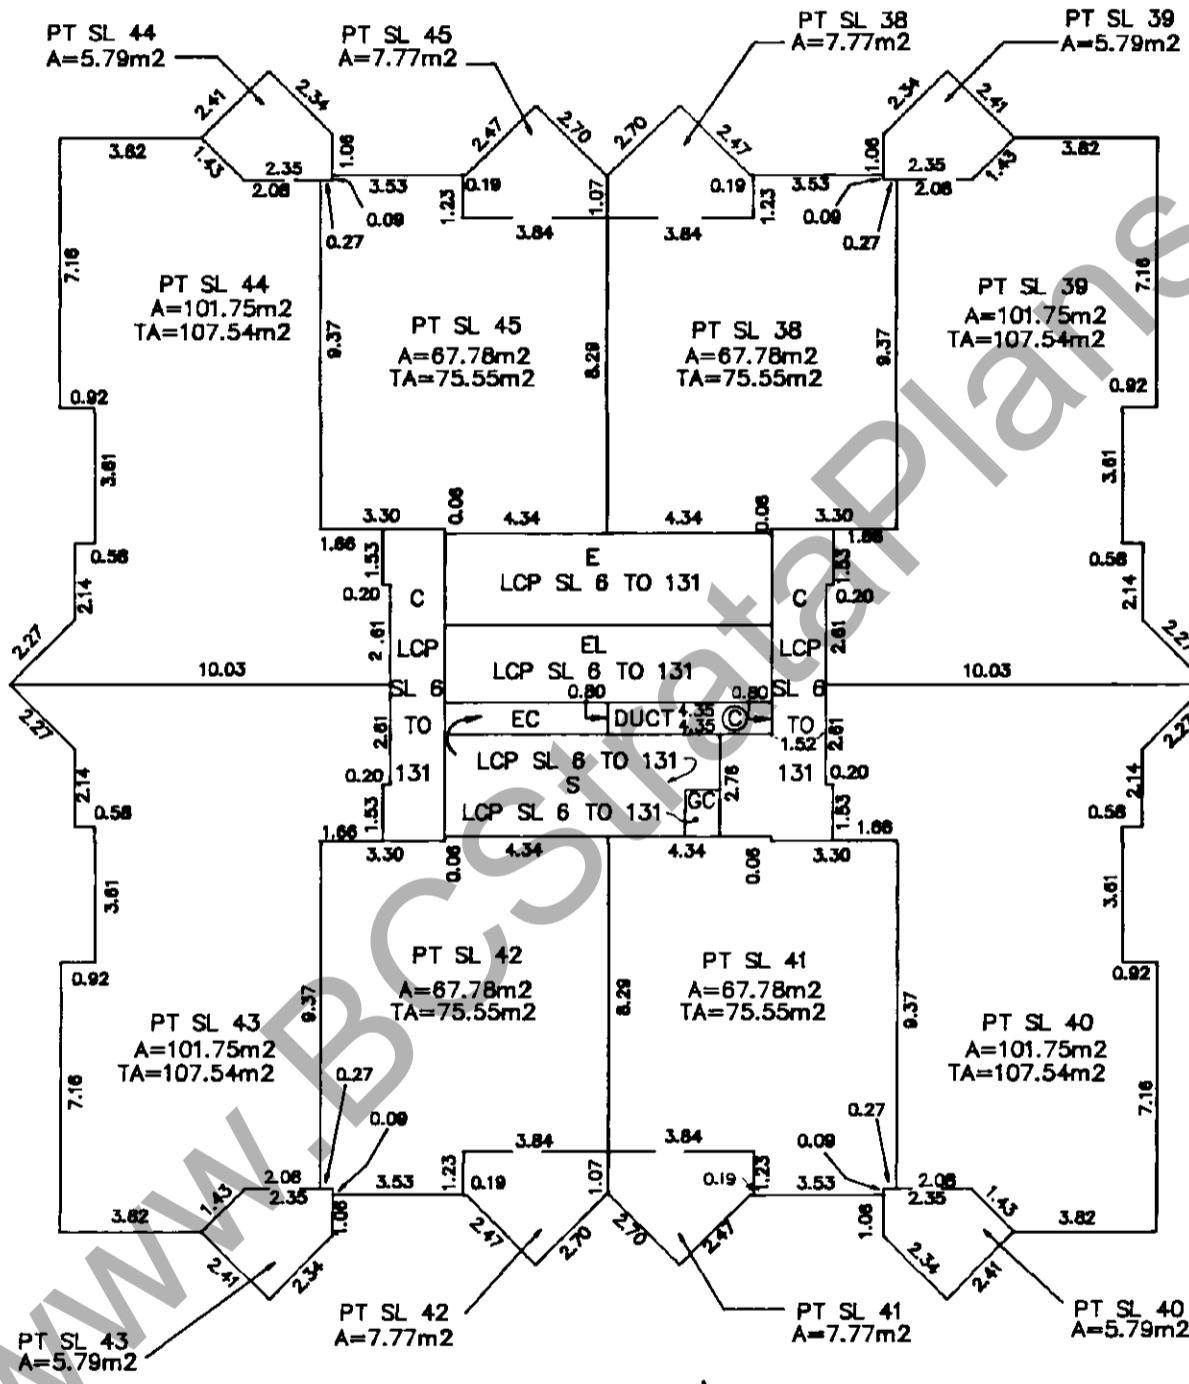 PT SL 44
A=5.79m2
PT SL 45
A=7.77m2
PT SL 38
A=7.77m2
PT SL 39
A=5.79m2
2.41
2.34
2.47
2.70
2.70
2.47
2.34
2.41
3.62
1.43
2.35
2.08
1.06
3.53
0.19
1.23
1.07
3.84
3.84
0.19
1.23
3.53
1.06
2.35
2.08
1.43
3.62
0.09
0.27
0.09
0.27
7.16
PT SL 44
A=101.75m2
TA=107.54m2
9.37
PT SL 45
A=67.78m2
TA=75.55m2
8.29
PT SL 38
A=67.78m2
TA=75.55m2
9.37
PT SL 39
A=101.75m2
TA=107.54m2
7.16
0.92
3.61
0.92
3.61
3.30
0.06
4.34
4.34
0.06
3.30
1.66
1.53
1.66
1.53
0.56
2.14
0.56
2.14
E
LCP SL 6 TO 131
0.20
C
C
0.20
2.27
2.61
LCP
EL
LCP SL 6 TO 131
LCP
2.61
2.27
10.03
SL 6
0.80
0.80
SL 6
10.03
2.27
2.61
TO
EC
DUCT
4.35
4.35
C
TO
1.52
2.61
2.27
LCP SL 6 TO 131
S
2.76
0.20
131
131
0.20
2.14
0.56
LCP SL 6 TO 131
GC
2.14
0.56
1.66
1.53
3.30
0.06
4.34
4.34
0.06
3.30
1.53
1.66
3.61
0.92
3.61
0.92
9.37
PT SL 42
A=67.78m2
TA=75.55m2
8.29
PT SL 41
A=67.78m2
TA=75.55m2
9.37
PT SL 43
A=101.75m2
TA=107.54m2
7.16
PT SL 40
A=101.75m2
TA=107.54m2
7.16
0.27
0.09
0.27
0.09
3.84
3.84
1.23
0.19
1.07
0.19
1.23
3.62
1.43
2.08
2.35
1.06
3.53
3.53
1.06
2.08
2.35
1.43
3.62
2.41
2.34
2.47
2.70
2.70
2.47
2.34
2.41
PT SL 43
A=5.79m2
PT SL 42
A=7.77m2
PT SL 41
A=7.77m2
PT SL 40
A=5.79m2
www.BCStrataPlans